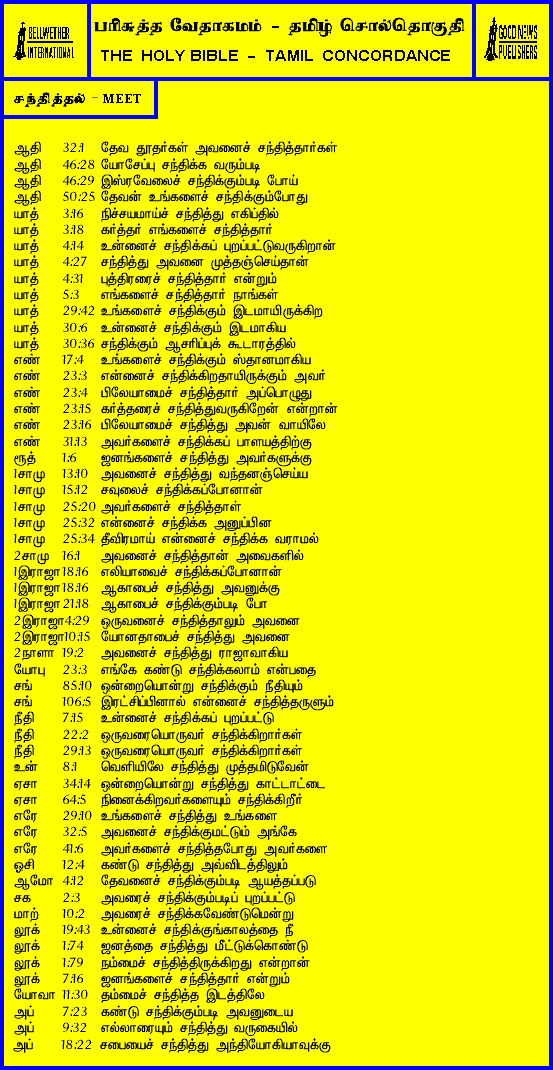 BELLWETHER INTERNATIONAL
பரிசுத்த வேதாகமம் - தமிழ் சொல்தொகுதி
THE HOLY BIBLE - TAMIL CONCORDANCE
GOOD NEWS PUBLISHERS
சந்தித்தல் - MEET
ஆதி 32:1 தேவ தூதர்கள் அவனைச் சந்தித்தார்கள்
ஆதி 46:28 யோசேப்பு சந்திக்க வரும்படி
ஆதி 46:29 இஸ்ரவேலைச் சந்திக்கும்படி போய்
ஆதி 50:25 தேவன் உங்களைச் சந்திக்கும்போது
யாத் 3:16 நிச்சயமாய்ச் சந்தித்து எகிப்தில்
யாத் 3:18 கர்த்தர் எங்களைச் சந்தித்தார்
யாத் 4:14 உன்னைச் சந்திக்கப் புறப்பட்டுவருகிறான்
யாத் 4:27 சந்தித்து அவனை முத்தஞ்செய்தான்
யாத் 4:31 புத்திரரைச் சந்தித்தார் என்றும்
யாத் 5:3 எங்களைச் சந்தித்தார் நாங்கள்
யாத் 29:42 உங்களைச் சந்திக்கும் இடமாயிருக்கிற
யாத் 30:6 உன்னைச் சந்திக்கும் இடமாகிய
யாத் 30:36 சந்திக்கும் ஆசரிப்புக் கூடாரத்தில்
எண் 17:4 உங்களைச் சந்திக்கும் ஸ்தானமாகிய
எண் 23:3 என்னைச் சந்திக்கிறதாயிருக்கும் அவர்
எண் 23:4 பிலேயாமைச் சந்தித்தார் அப்பொழுது
எண் 23:15 கர்த்தரைச் சந்தித்துவருகிறேன் என்றான்
எண் 23:16 பிலேயாமைச் சந்தித்து அவன் வாயிலே
எண் 31:13 அவர்களைச் சந்திக்கப் பாளயத்திற்கு
ரூத் 1:6 ஜனங்களைச் சந்தித்து அவர்களுக்கு
1சாமு 13:10 அவனைச் சந்தித்து வந்தனஞ்செய்ய
1சாமு 15:12 சவுலைச் சந்திக்கப்போனான்
1சாமு 25:20 அவர்களைச் சந்தித்தாள்
1சாமு 25:32 என்னைச் சந்திக்க அனுப்பின
1சாமு 25:34 தீவிரமாய் என்னைச் சந்திக்க வராமல்
2சாமு 16:1 அவனைச் சந்தித்தான் அவைகளில்
1இராஜா 18:16 எலியாவைச் சந்திக்கப்போனான்
1இராஜா 18:16 ஆகாபைச் சந்தித்து அவனுக்கு
1இராஜா 21:18 ஆகாபைச் சந்திக்கும்படி போ
2இராஜா 4:29 ஒருவனைச் சந்தித்தாலும் அவனை
2இராஜா 10:15 யோனதாபைச் சந்தித்து அவனை
2நாளா 19:2 அவனைச் சந்தித்து ராஜாவாகிய
யோபு 23:3 எங்கே கண்டு சந்திக்கலாம் என்பதை
சங் 85:10 ஒன்றையொன்று சந்திக்கும் நீதியும்
சங் 106:5 இரட்சிப்பினால் என்னைச் சந்தித்தருளும்
நீதி 7:15 உன்னைச் சந்திக்கப் புறப்பட்டு
நீதி 22:2 ஒருவரையொருவர் சந்திக்கிறார்கள்
நீதி 29:13 ஒருவரையொருவர் சந்திக்கிறார்கள்
உன் 8:1 வெளியிலே சந்தித்து முத்தமிடுவேன்
ஏசா 34:14 ஒன்றையொன்று சந்தித்து காட்டாட்டை
ஏசா 64:5 நினைக்கிறவர்களையும் சந்திக்கிறீர்
எரே 29:10 உங்களைச் சந்தித்து உங்களை
எரே 32:5 அவனைச் சந்திக்குமட்டும் அங்கே
எரே 41:6 அவர்களைச் சந்தித்தபோது அவர்களை
ஓசி 12:4 கண்டு சந்தித்து அவ்விடத்திலும்
ஆமோ 4:12 தேவனைச் சந்திக்கும்படி ஆயத்தப்படு
சக 2:3 அவரைச் சந்திக்கும்படிப் புறப்பட்டு
மாற் 10:2 அவரைச் சந்திக்கவேண்டுமென்று
லூக் 19:43 உன்னைச் சந்திக்குங்காலத்தை நீ
லூக் 1:74 ஜனத்தை சந்தித்து மீட்டுக்கொண்டு
லூக் 1:79 நம்மைச் சந்தித்திருக்கிறது என்றான்
லூக் 7:16 ஜனங்களைச் சந்தித்தார் என்றும்
யோவா 11:30 தம்மைச் சந்தித்த இடத்திலே
அப் 7:23 கண்டு சந்திக்கும்படி அவனுடைய
அப் 9:32 எல்லாரையும் சந்தித்து வருகையில்
அப் 18:22 சபையைச் சந்தித்து அந்தியோகியாவுக்கு